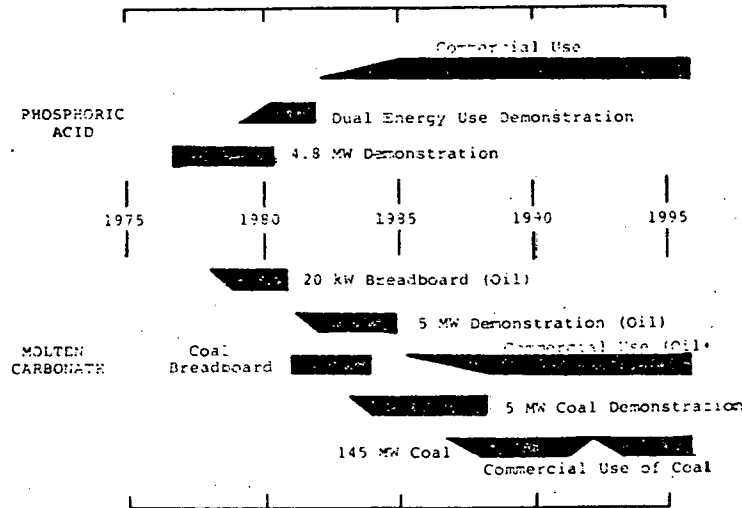 Commercial Use
PHOSPHORIC
ACID
Dual Energy Use Demonstration
4.8 MW Demonstration
1975 1980 1985 1990 1995
20 kW Breadboard (Oil)
5 MW Demonstration (Oil)
MOLTEN
CARBONATE
Coal
Breadboard
Commercial Use (Oil+
5 MW Coal Demonstration
145 MW Coal
Commercial Use of Coal